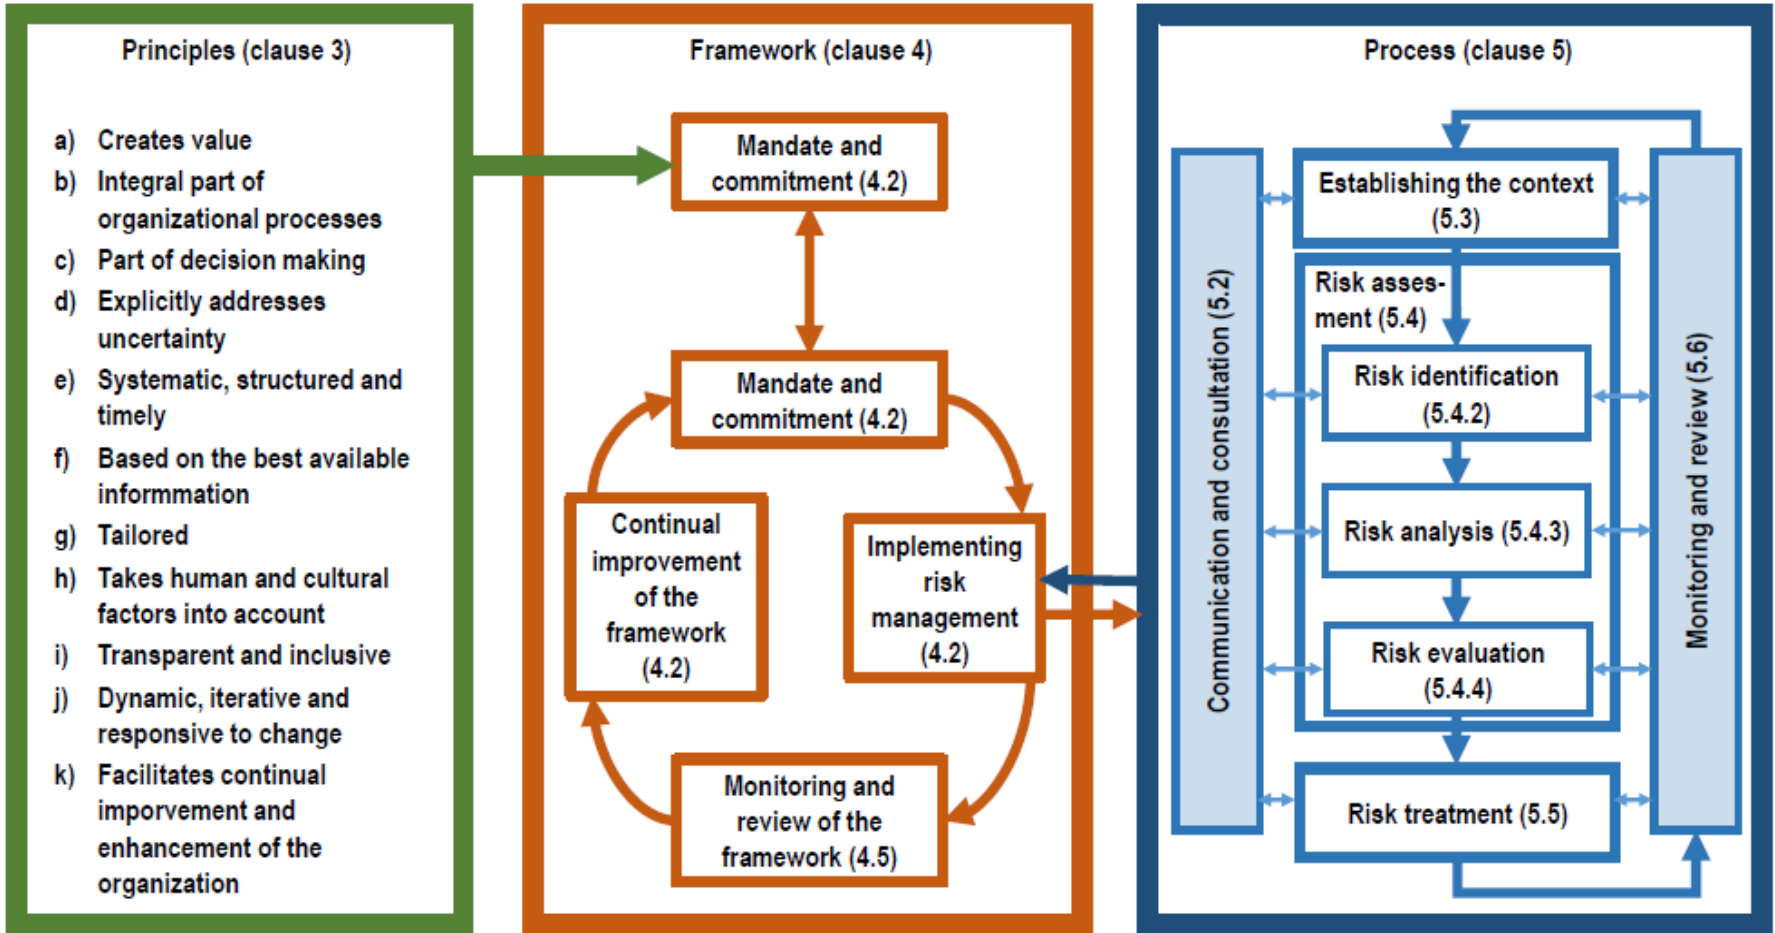 Principles (clause 3)
a) Creates value
b) Integral part of
organizational processes
c) Part of decision making
d) Explicitly addresses
uncertainty
e) Systematic, structured and
timely
f) Based on the best available
informmation
g) Tailored
h) Takes human and cultural
factors into account
i) Transparent and inclusive
j) Dynamic, iterative and
responsive to change
k) Facilitates continual
imporvement and
enhancement of the
organization
Framework (clause 4)
Mandate and
commitment (4.2)
Mandate and
commitment (4.2)
Continual
improvement
of the
framework
(4.2)
Implementing
risk
management
(4.2)
Monitoring and
review of the
framework (4.5)
Process (clause 5)
Communication and consultation (5.2)
Establishing the context
(5.3)
Risk asses-
ment (5.4)
Risk identification
(5.4.2)
Risk analysis (5.4.3)
Risk evaluation
(5.4.4)
Risk treatment (5.5)
Monitoring and review (5.6)